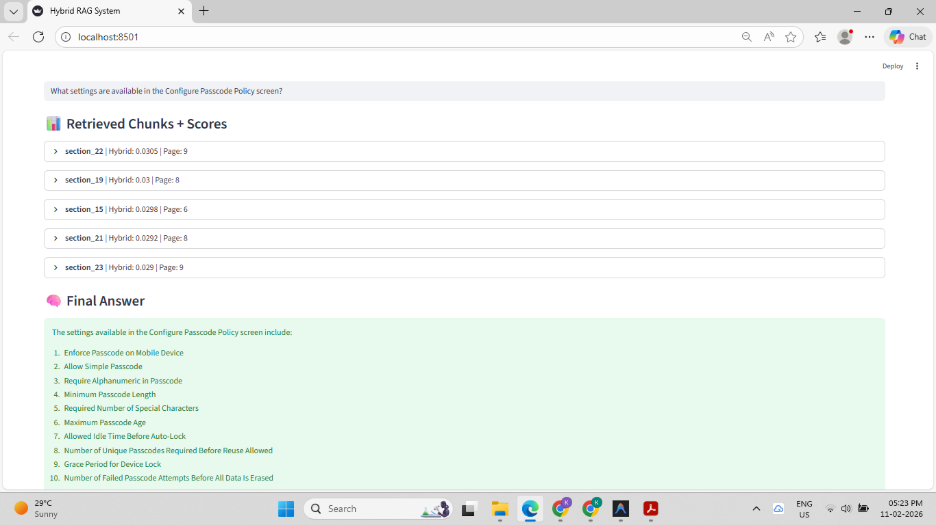 Hybrid RAG System
localhost:8501
Chat
Deploy
What settings are available in the Configure Passcode Policy screen?
Retrieved Chunks + Scores
section_22 | Hybrid: 0.0305 | Page: 9
section_19 | Hybrid: 0.03 | Page: 8
section_15 | Hybrid: 0.0298 | Page: 6
section_21 | Hybrid: 0.0292 | Page: 8
section_23 | Hybrid: 0.029 | Page: 9
Final Answer
The settings available in the Configure Passcode Policy screen include:
1. Enforce Passcode on Mobile Device
2. Allow Simple Passcode
3. Require Alphanumeric in Passcode
4. Minimum Passcode Length
5. Required Number of Special Characters
6. Maximum Passcode Age
7. Allowed Idle Time Before Auto-Lock
8. Number of Unique Passcodes Required Before Reuse Allowed
9. Grace Period for Device Lock
10. Number of Failed Passcode Attempts Before All Data Is Erased
29°C
Sunny
Search
ENG
US
05:23 PM
11-02-2026